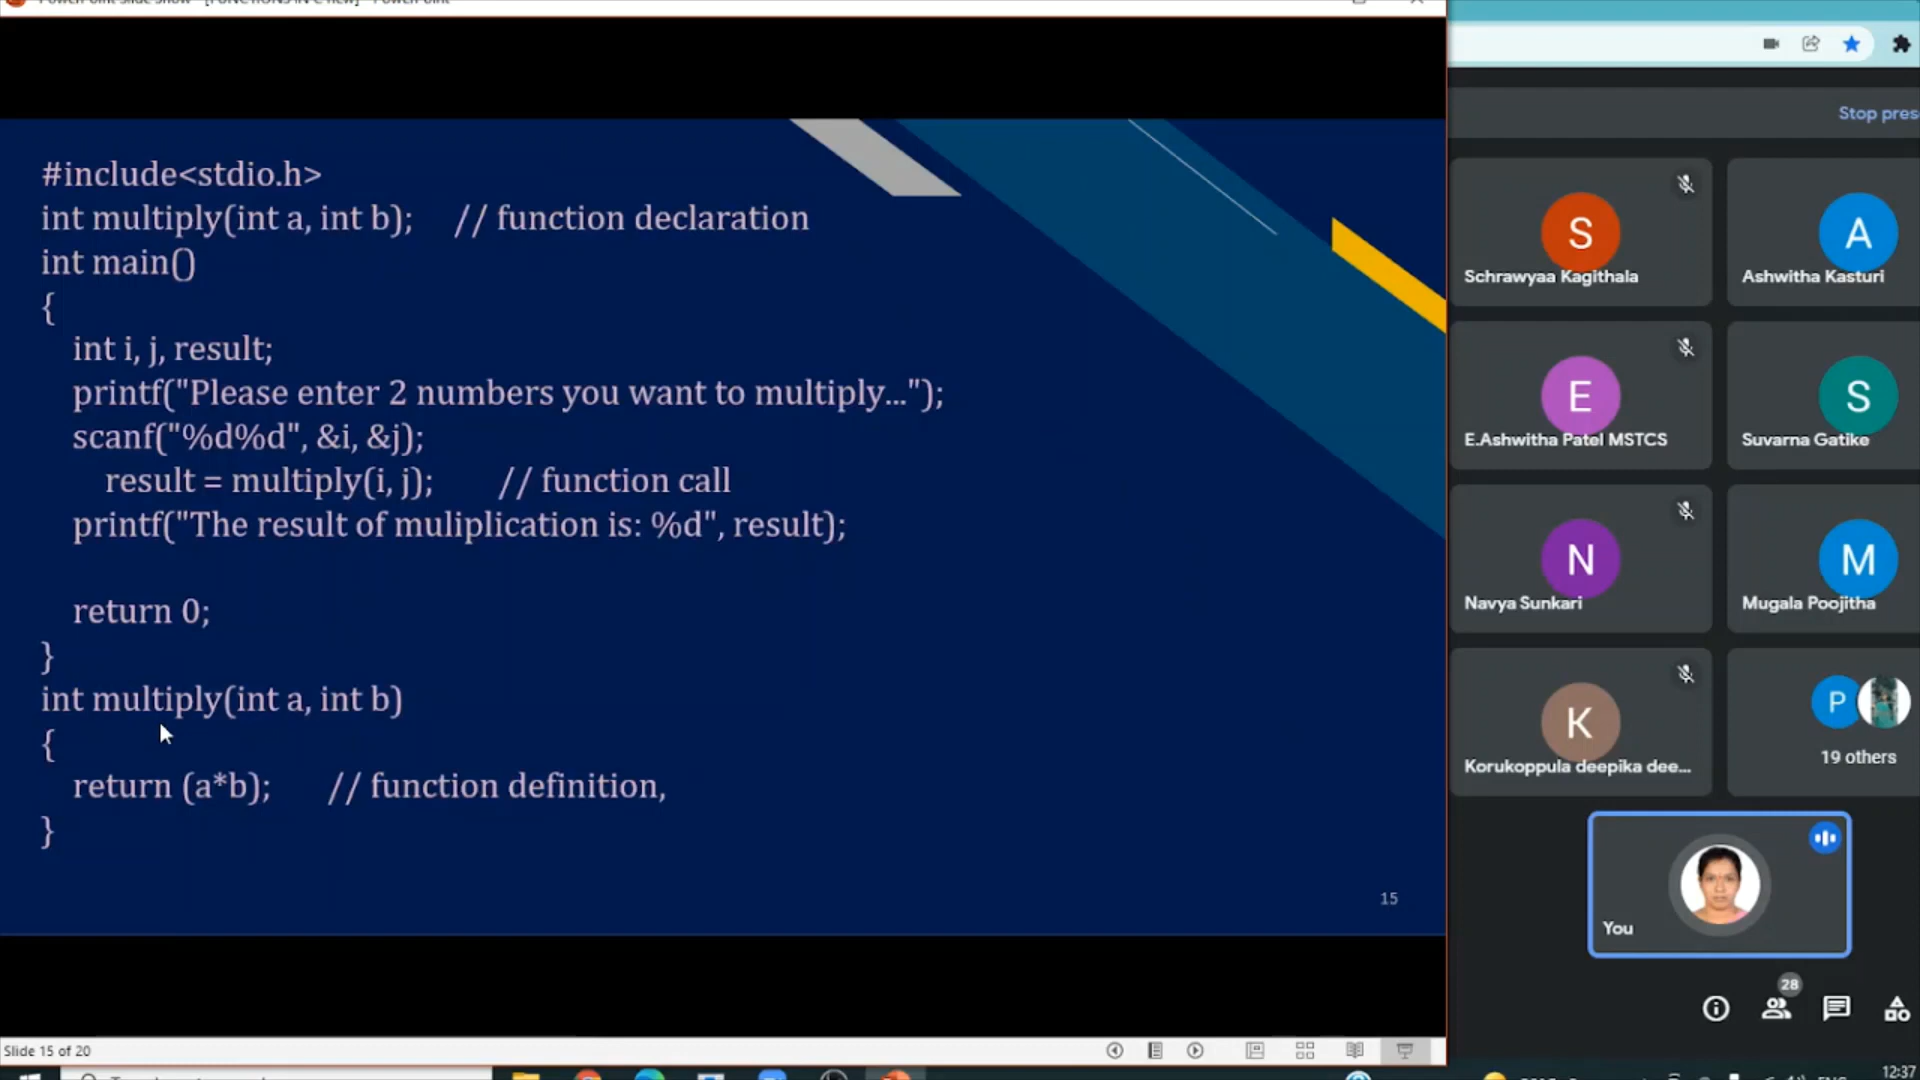 #include<stdio.h>
int multiply(int a, int b);     // function declaration
int main()
{
int i, j, result;
printf("Please enter 2 numbers you want to multiply...");
scanf("%d%d", &i, &j);
result = multiply(i, j);        // function call
printf("The result of muliplication is: %d", result);
return 0;
}
int multiply(int a, int b)
{
return (a*b);       // function definition,
}
15
Slide 15 of 20
Stop pres
S
Schrawyaa Kagithala
A
Ashwitha Kasturi
E
E.Ashwitha Patel MSTCS
S
Suvarna Gatike
N
Navya Sunkari
M
Mugala Poojitha
K
Korukoppula deepika dee...
P
19 others
You
28
12:37